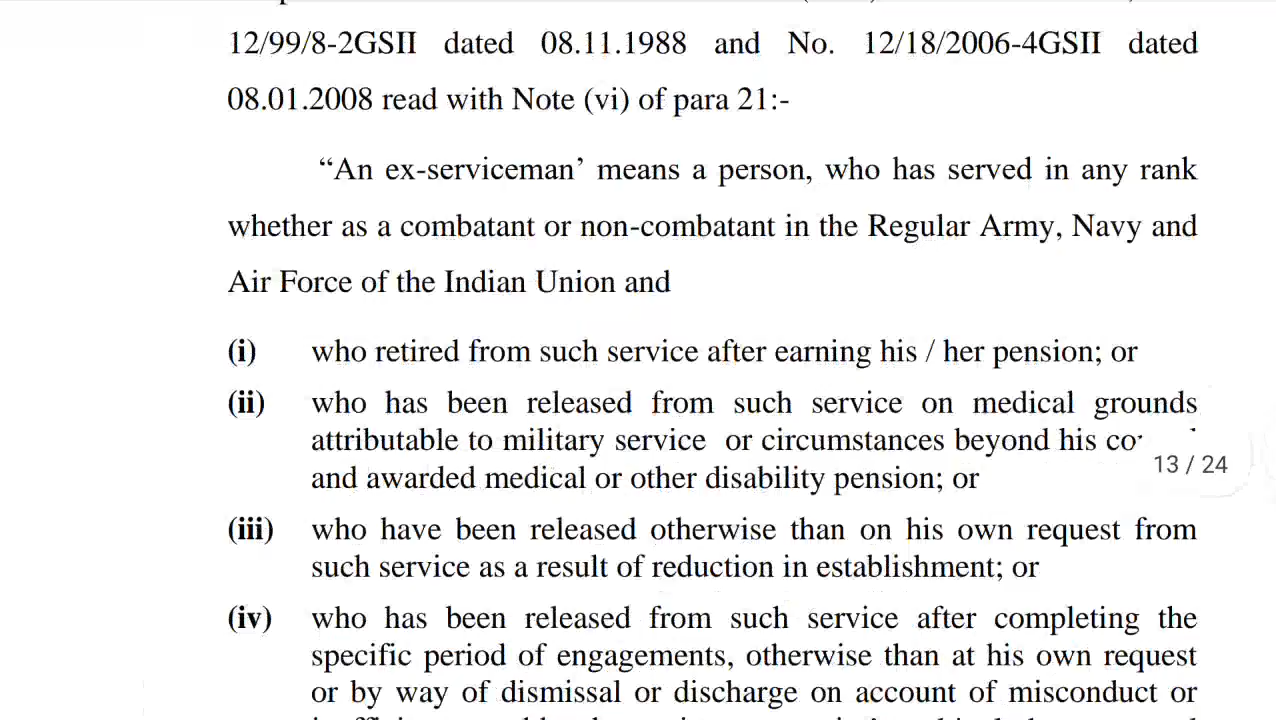 12/99/8-2GSII dated 08.11.1988 and No. 12/18/2006-4GSII dated
08.01.2008 read with Note (vi) of para 21:-
“An ex-serviceman’ means a person, who has served in any rank
whether as a combatant or non-combatant in the Regular Army, Navy and
Air Force of the Indian Union and
(i) who retired from such service after earning his / her pension; or
(ii) who has been released from such service on medical grounds
attributable to military service or circumstances beyond his
13 / 24
and awarded medical or other disability pension; or
(iii) who have been released otherwise than on his own request from
such service as a result of reduction in establishment; or
(iv) who has been released from such service after completing the
specific period of engagements, otherwise than at his own request
or by way of dismissal or discharge on account of misconduct or